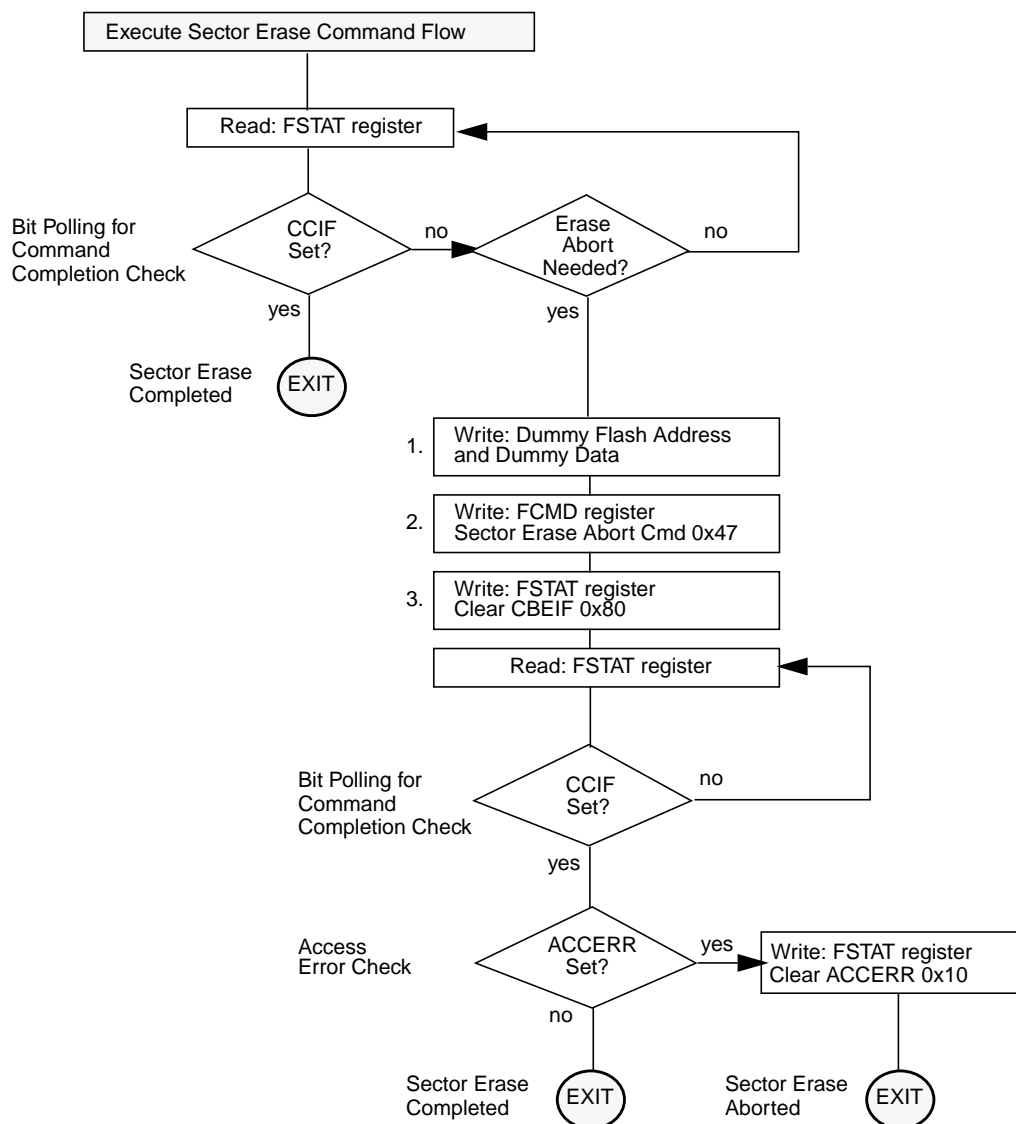 Execute Sector Erase Command Flow
Read: FSTAT register
Bit Polling for
Command
Completion Check
CCIF
Set?
no
Erase
Abort
Needed?
no
yes
yes
Sector Erase
Completed
EXIT
1.
Write: Dummy Flash Address
and Dummy Data
2.
Write: FCMD register
Sector Erase Abort Cmd 0x47
3.
Write: FSTAT register
Clear CBEIF 0x80
Read: FSTAT register
Bit Polling for
Command
Completion Check
CCIF
Set?
no
yes
Access
Error Check
ACCERR
Set?
yes
Write: FSTAT register
Clear ACCERR 0x10
no
Sector Erase
Completed
EXIT
Sector Erase
Aborted
EXIT